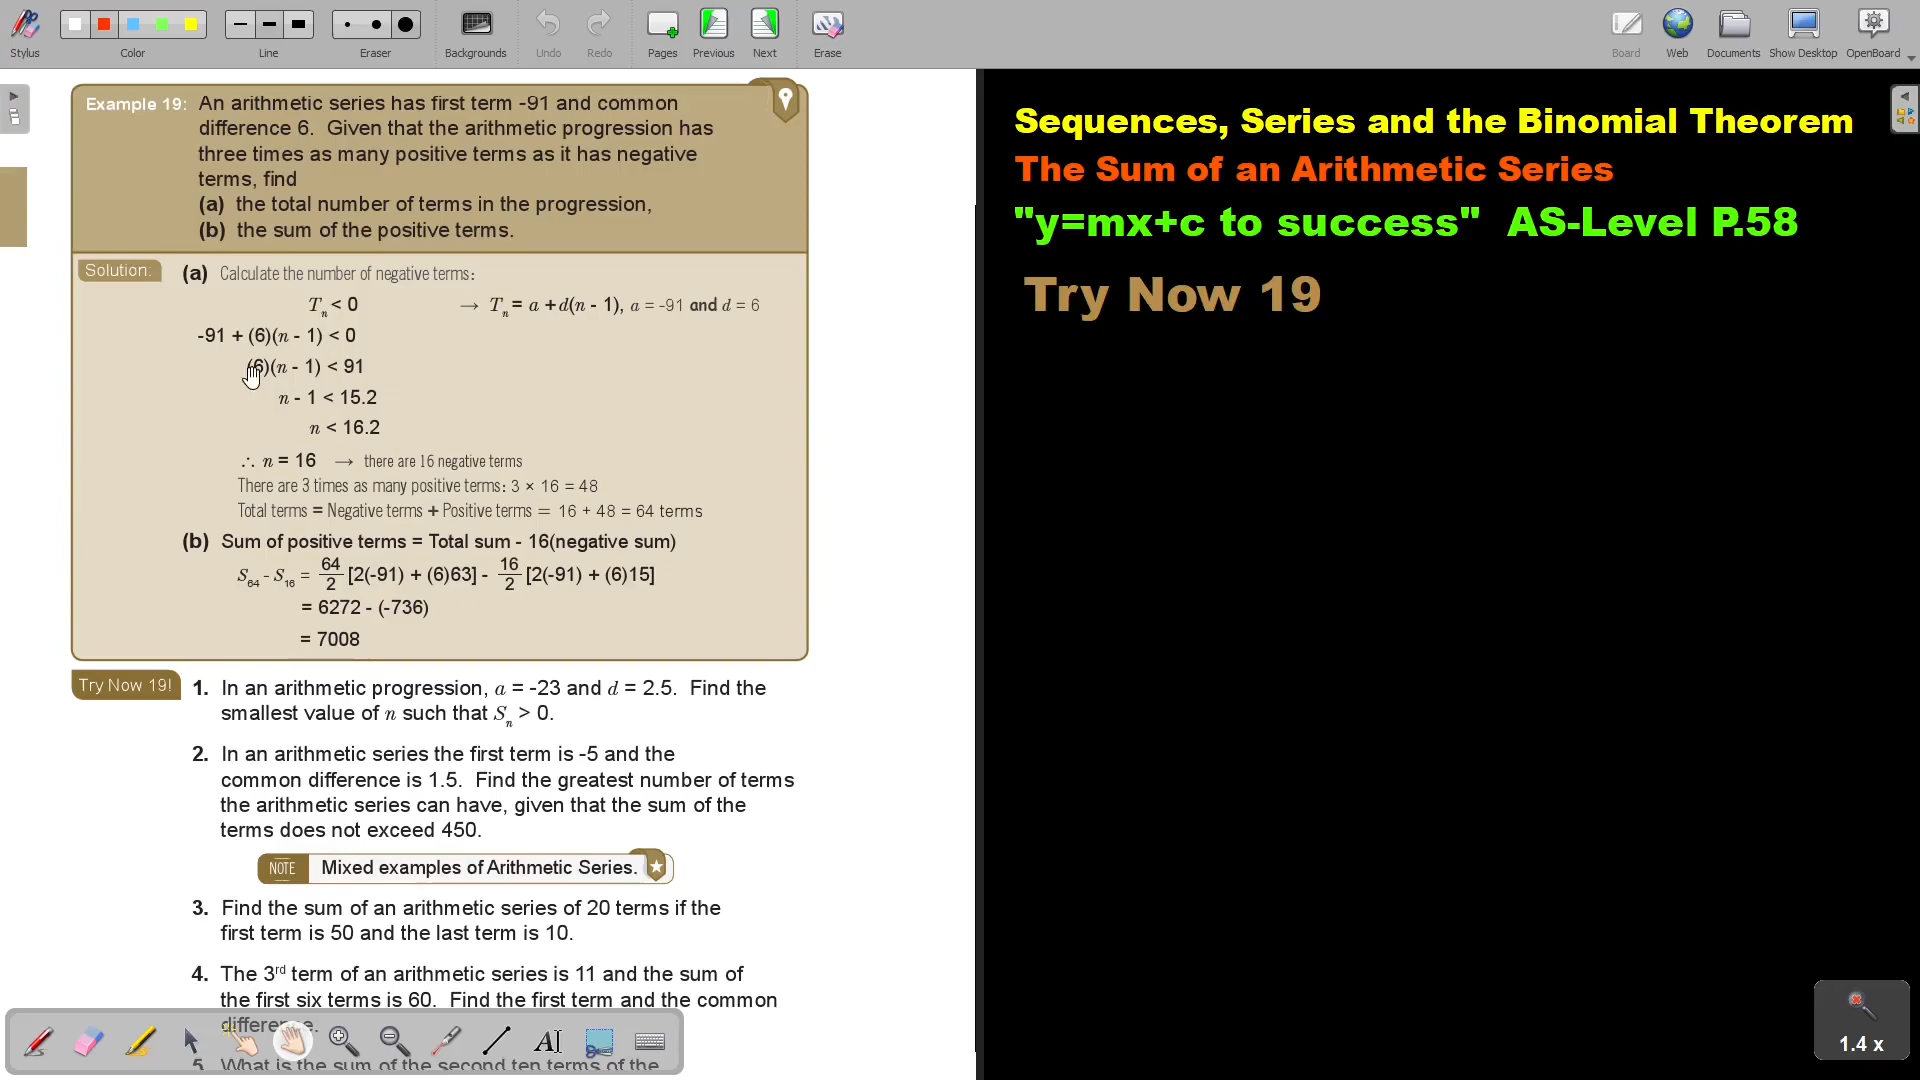 Stylus
Color
Line
Eraser
Backgrounds
Undo
Redo
Pages
Previous
Next
Erase
Board
Web
Documents
Show Desktop
OpenBoard
Example 19: An arithmetic series has first term -91 and common
difference 6. Given that the arithmetic progression has
three times as many positive terms as it has negative
terms, find
(a) the total number of terms in the progression,
(b) the sum of the positive terms.
Solution:
(a) Calculate the number of negative terms:
Tₙ < 0 → Tₙ = a + d(n - 1), a = -91 and d = 6
-91 + (6)(n - 1) < 0
(6)(n - 1) < 91
n - 1 < 15.2
n < 16.2
∴ n = 16 → there are 16 negative terms
There are 3 times as many positive terms: 3 × 16 = 48
Total terms = Negative terms + Positive terms = 16 + 48 = 64 terms
(b) Sum of positive terms = Total sum - 16(negative sum)
S₆₄ - S₁₆ = 64/2 [2(-91) + (6)63] - 16/2 [2(-91) + (6)15]
= 6272 - (-736)
= 7008
Try Now 19!
1. In an arithmetic progression, a = -23 and d = 2.5. Find the
smallest value of n such that Sₙ > 0.
2. In an arithmetic series the first term is -5 and the
common difference is 1.5. Find the greatest number of terms
the arithmetic series can have, given that the sum of the
terms does not exceed 450.
NOTE Mixed examples of Arithmetic Series.
3. Find the sum of an arithmetic series of 20 terms if the
first term is 50 and the last term is 10.
4. The 3rd term of an arithmetic series is 11 and the sum of
the first six terms is 60. Find the first term and the common
difference.
5. What is the sum of the second ten terms of the
Sequences, Series and the Binomial Theorem
The Sum of an Arithmetic Series
"y=mx+c to success" AS-Level P.58
Try Now 19
1.4 x